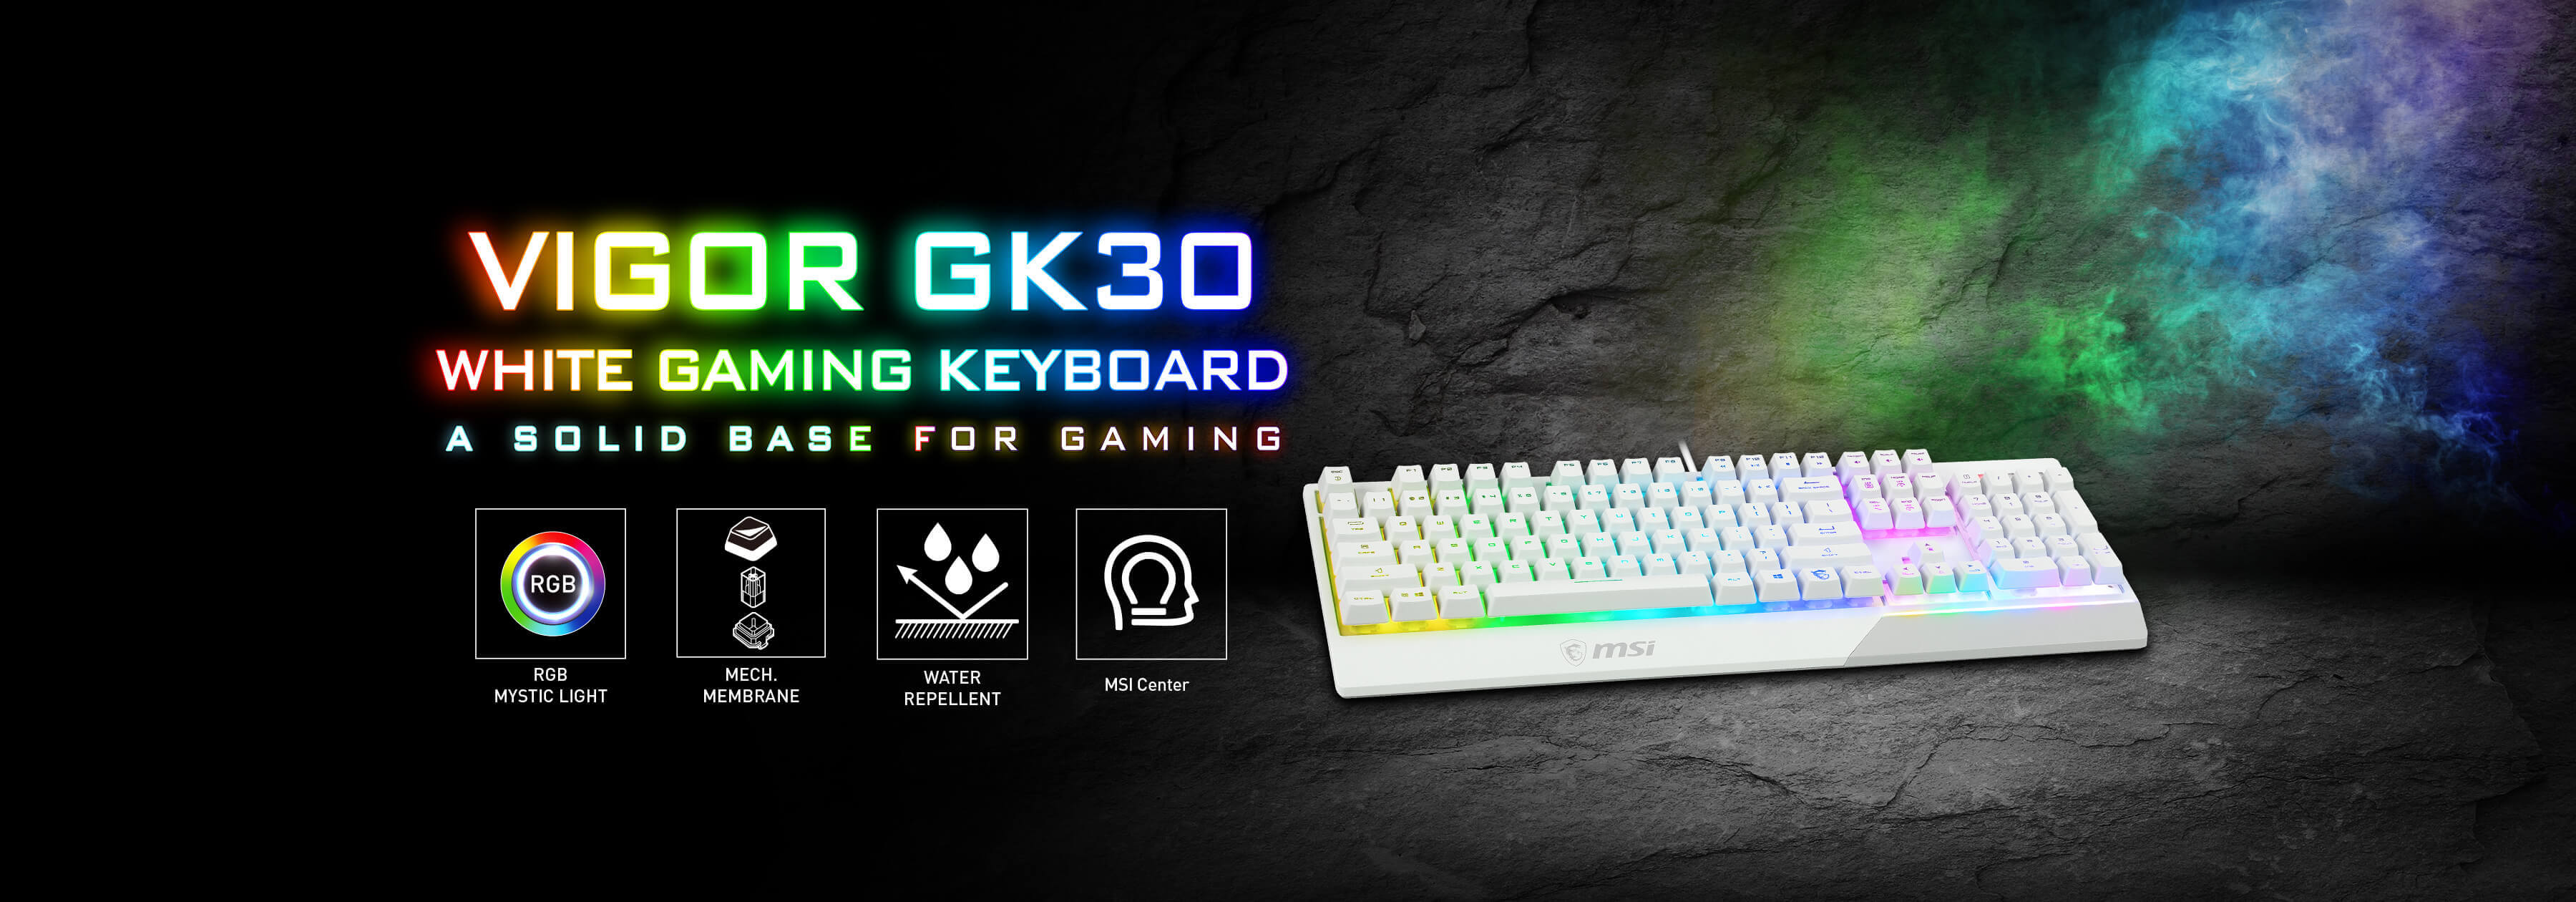 VIGOR GK30
WHITE GAMING KEYBOARD
A SOLID BASE FOR GAMING
RGB
RGB
MYSTIC LIGHT
MECH.
MEMBRANE
WATER
REPELLENT
MSI Center
msi